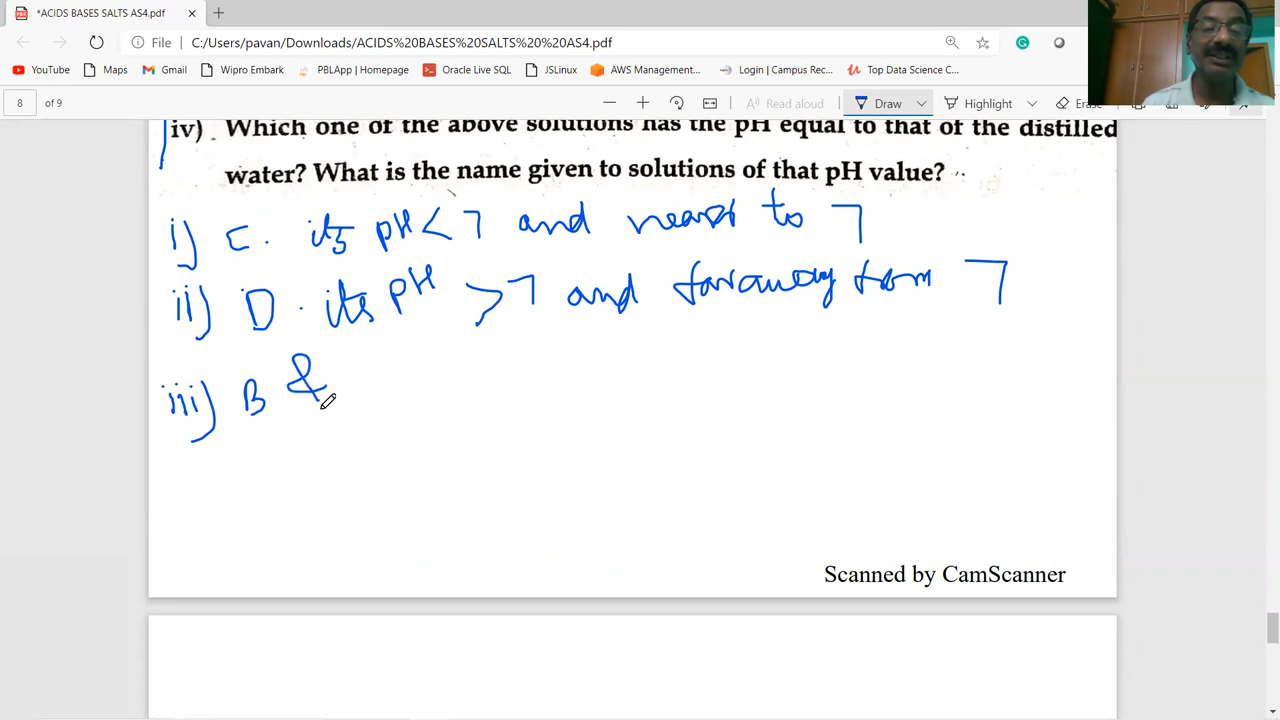 *ACIDS BASES SALTS AS4.pdf
File C:/Users/pavan/Downloads/ACIDS%20BASES%20SALTS%20%20AS4.pdf
YouTube Maps Gmail Wipro Embark PBLApp | Homepage Oracle Live SQL JSLinux AWS Management... Login | Campus Rec... Top Data Science C...
8 of 9 Read aloud Draw Highlight Erase
iv) . Which one of the above solutions has the pH equal to that of the distilled
water? What is the name given to solutions of that pH value?
i) its pH < 7 and nearst to 7
ii) D . its pH > 7 and faraway from 7
iii) B &
Scanned by CamScanner